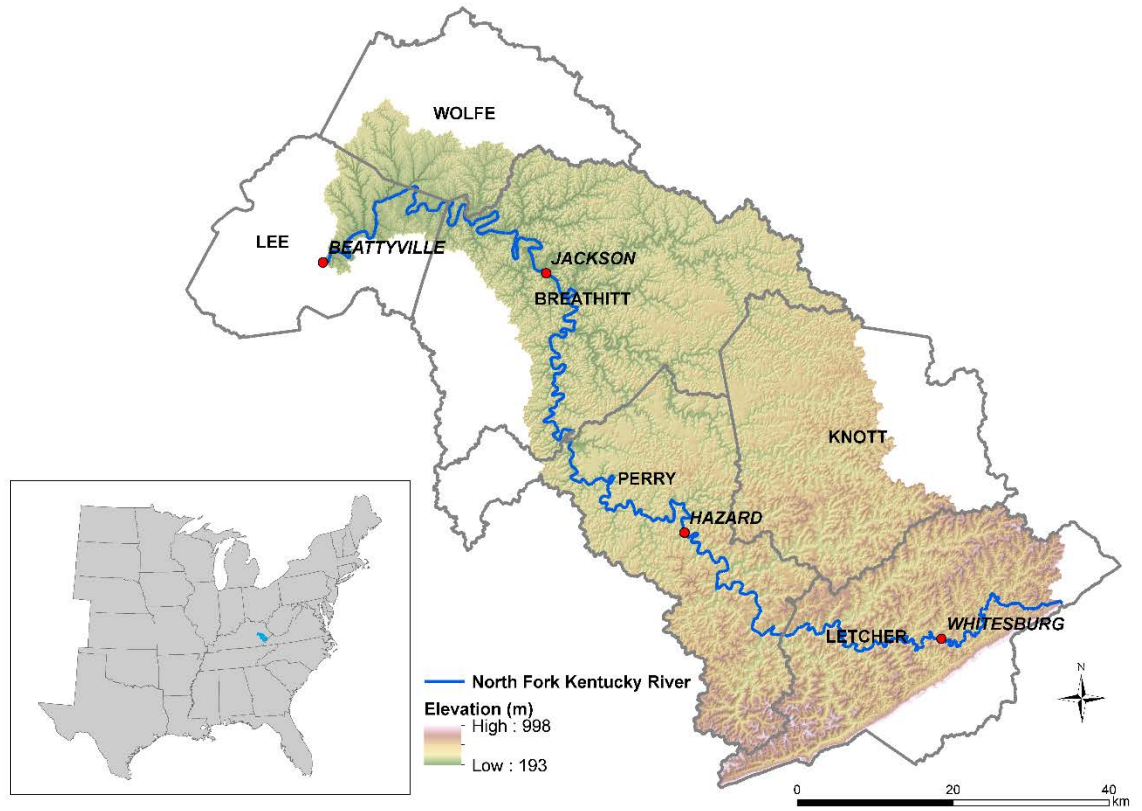 WOLFE
LEE
BEATTYVILLE
JACKSON
BREATHITT
KNOTT
PERRY
HAZARD
WHITESBURG
LETCHER
North Fork Kentucky River
Elevation (m)
High : 998
Low : 193
N
0 20 40
km